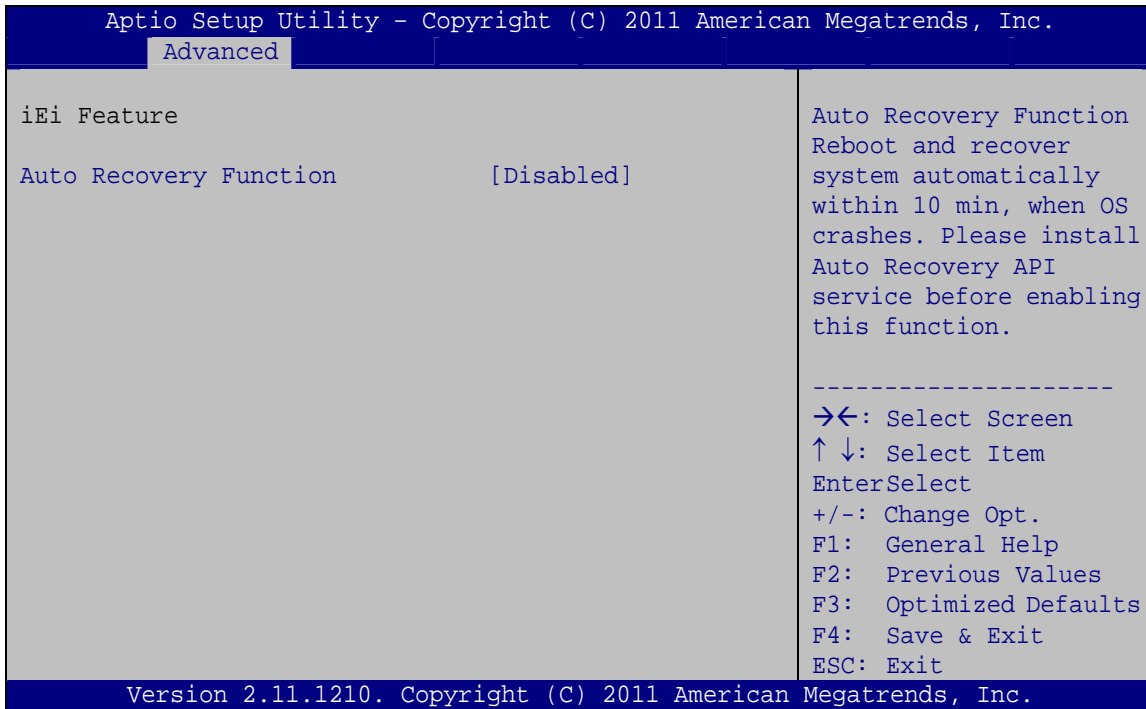 Aptio Setup Utility – Copyright (C) 2011 American Megatrends, Inc.
Advanced
iEi Feature
Auto Recovery Function [Disabled]
Auto Recovery Function
Reboot and recover
system automatically
within 10 min, when OS
crashes. Please install
Auto Recovery API
service before enabling
this function.
---------------------
→←: Select Screen
↑ ↓: Select Item
EnterSelect
+/-: Change Opt.
F1: General Help
F2: Previous Values
F3: Optimized Defaults
F4: Save & Exit
ESC: Exit
Version 2.11.1210. Copyright (C) 2011 American Megatrends, Inc.